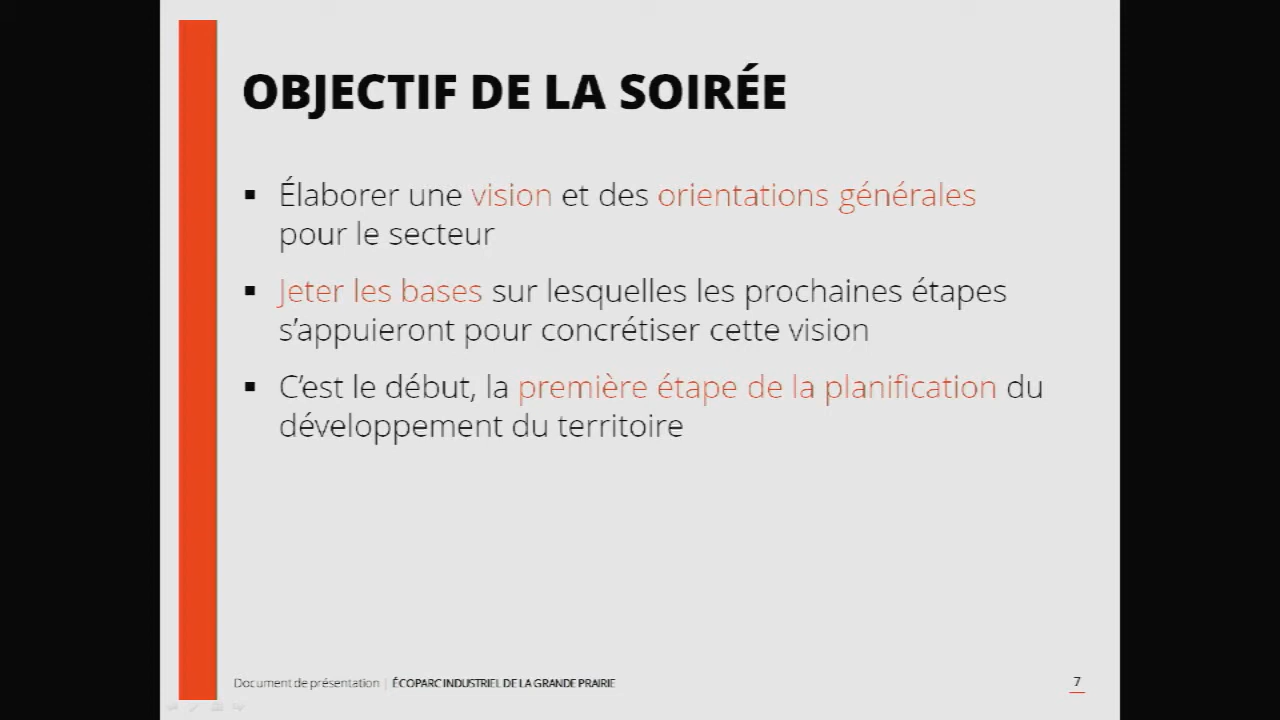 OBJECTIF DE LA SOIRÉE
▪ Élaborer une vision et des orientations générales
pour le secteur
▪ Jeter les bases sur lesquelles les prochaines étapes
s'appuieront pour concrétiser cette vision
▪ C'est le début, la première étape de la planification du
développement du territoire
Document de présentation | ÉCOPARC INDUSTRIEL DE LA GRANDE PRAIRIE
7